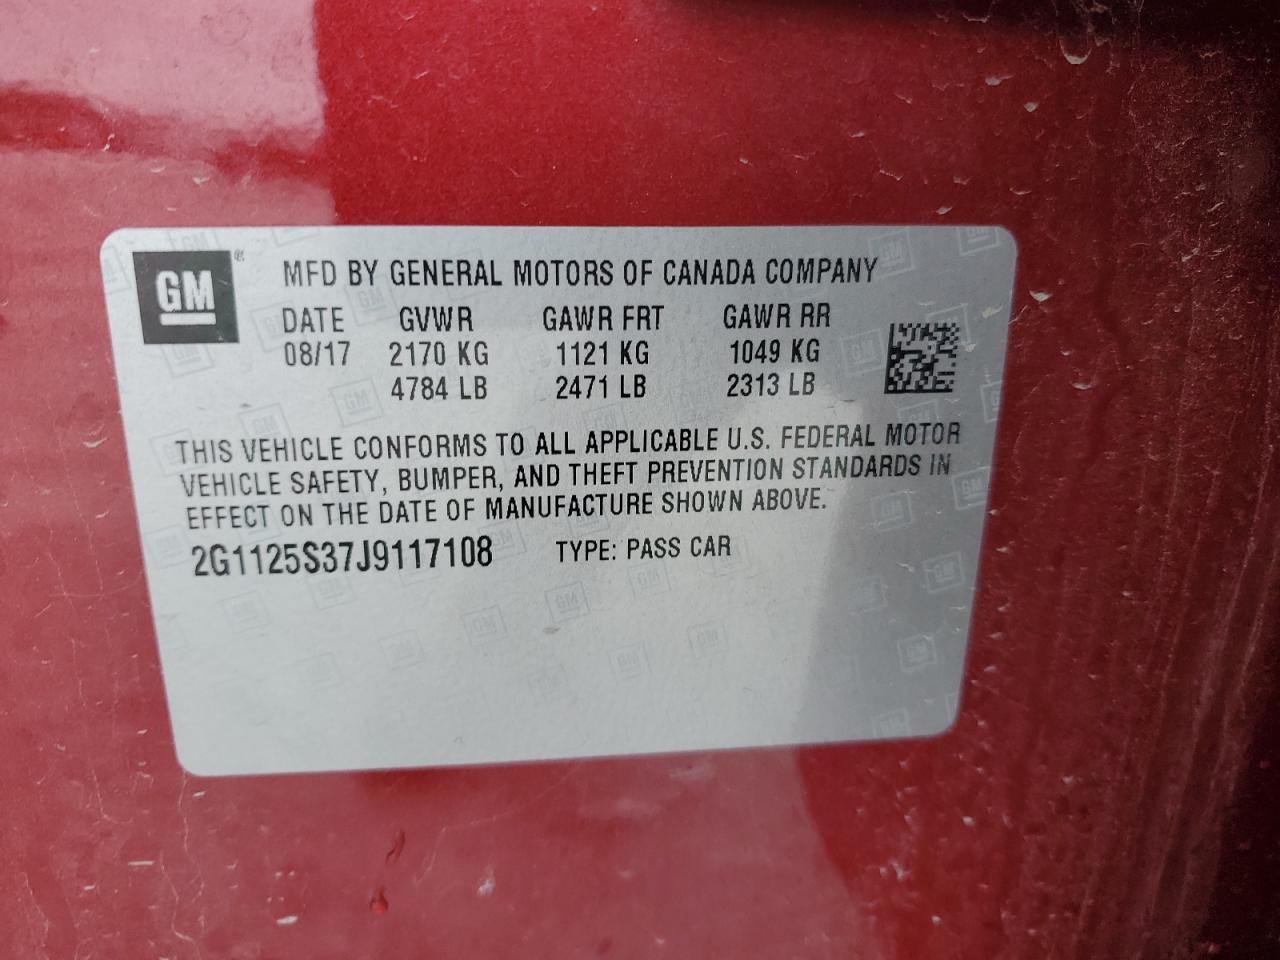 GM®
MFD BY GENERAL MOTORS OF CANADA COMPANY
DATE GVWR GAWR FRT GAWR RR
08/17 2170 KG 1121 KG 1049 KG
4784 LB 2471 LB 2313 LB
THIS VEHICLE CONFORMS TO ALL APPLICABLE U.S. FEDERAL MOTOR
VEHICLE SAFETY, BUMPER, AND THEFT PREVENTION STANDARDS IN
EFFECT ON THE DATE OF MANUFACTURE SHOWN ABOVE.
2G1125S37J9117108 TYPE: PASS CAR